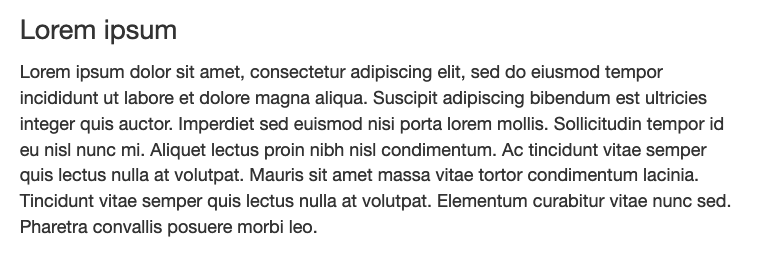 Lorem ipsum
Lorem ipsum dolor sit amet, consectetur adipiscing elit, sed do eiusmod tempor
incididunt ut labore et dolore magna aliqua. Suscipit adipiscing bibendum est ultricies
integer quis auctor. Imperdiet sed euismod nisi porta lorem mollis. Sollicitudin tempor id
eu nisl nunc mi. Aliquet lectus proin nibh nisl condimentum. Ac tincidunt vitae semper
quis lectus nulla at volutpat. Mauris sit amet massa vitae tortor condimentum lacinia.
Tincidunt vitae semper quis lectus nulla at volutpat. Elementum curabitur vitae nunc sed.
Pharetra convallis posuere morbi leo.